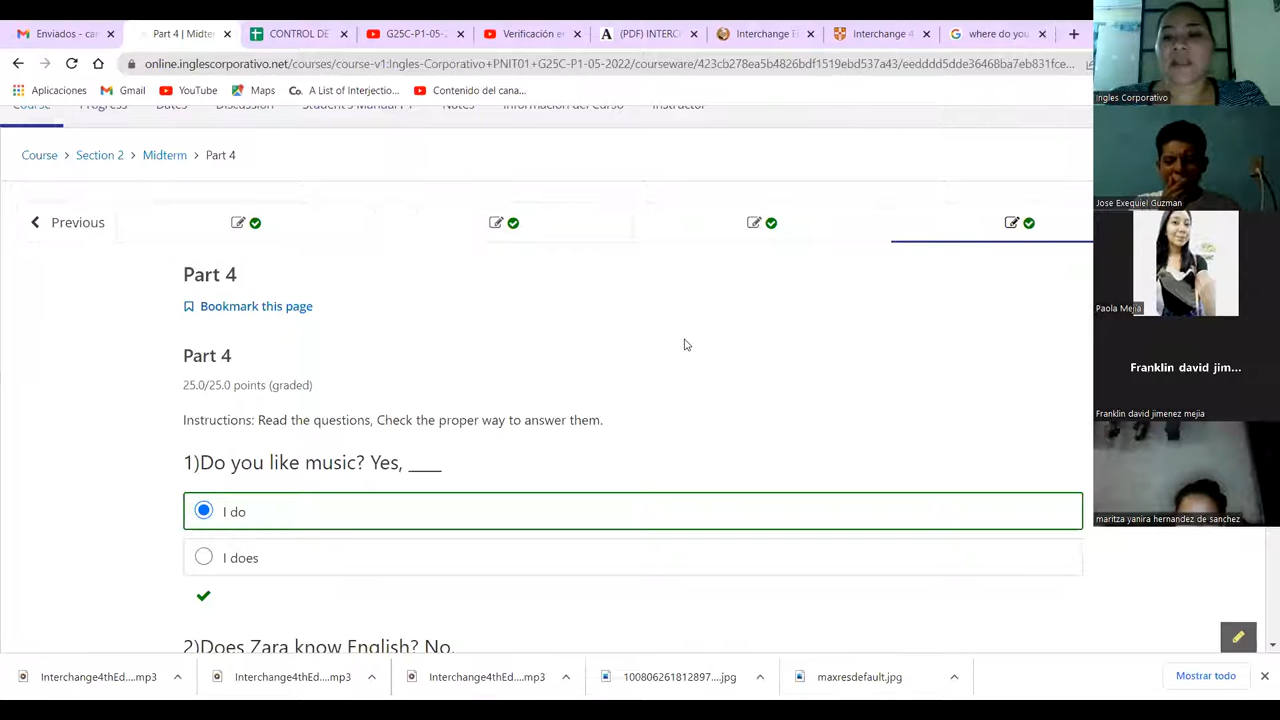 Enviados - ca
Part 4 | Midte
CONTROL DE
G25C-P1-05-
Verificación e
(PDF) INTERC
Interchange E
Interchange 4
where do you
online.inglescorporativo.net/courses/course-v1:Ingles-Corporativo+PNIT01+G25C-P1-05-2022/courseware/423cb278ea5b4826bdf1519ebd537a43/eedddd5dde36468ba7eb831fce...
Aplicaciones
Gmail
YouTube
Maps
Co. A List of Interjectio...
Contenido del cana...
Course
Progress
Dates
Discussion
Notes
Información del Curso
Instructor
Course > Section 2 > Midterm > Part 4
Previous
Part 4
Bookmark this page
Part 4
25.0/25.0 points (graded)
Instructions: Read the questions, Check the proper way to answer them.
1)Do you like music? Yes, ____
I do
I does
2)Does Zara know English? No,
Interchange4thEd....mp3
Interchange4thEd....mp3
Interchange4thEd....mp3
100806261812897....jpg
maxresdefault.jpg
Mostrar todo
Ingles Corporativo
Jose Exequiel Guzman
Paola Mejia
Franklin david jim...
Franklin david jimenez mejia
maritza yanira hernandez de sanchez